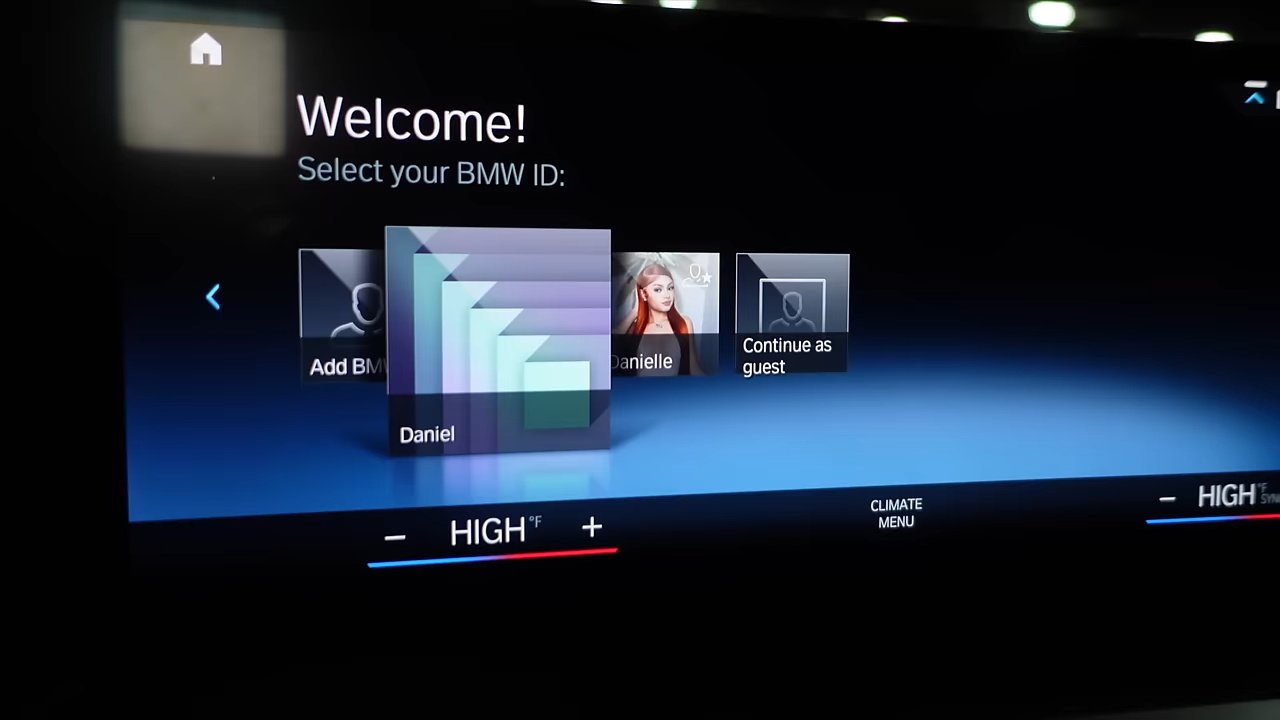 Welcome!
Select your BMW ID:
Add BM
Daniel
Danielle
Continue as
guest
− HIGH °F +
CLIMATE
MENU
− HIGH °F